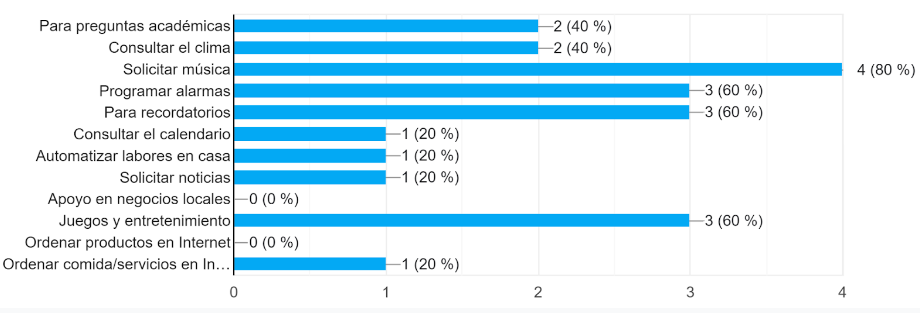 Para preguntas académicas 2 (40 %)
Consultar el clima 2 (40 %)
Solicitar música 4 (80 %)
Programar alarmas 3 (60 %)
Para recordatorios 3 (60 %)
Consultar el calendario 1 (20 %)
Automatizar labores en casa 1 (20 %)
Solicitar noticias 1 (20 %)
Apoyo en negocios locales 0 (0 %)
Juegos y entretenimiento 3 (60 %)
Ordenar productos en Internet 0 (0 %)
Ordenar comida/servicios en In... 1 (20 %)
0 1 2 3 4